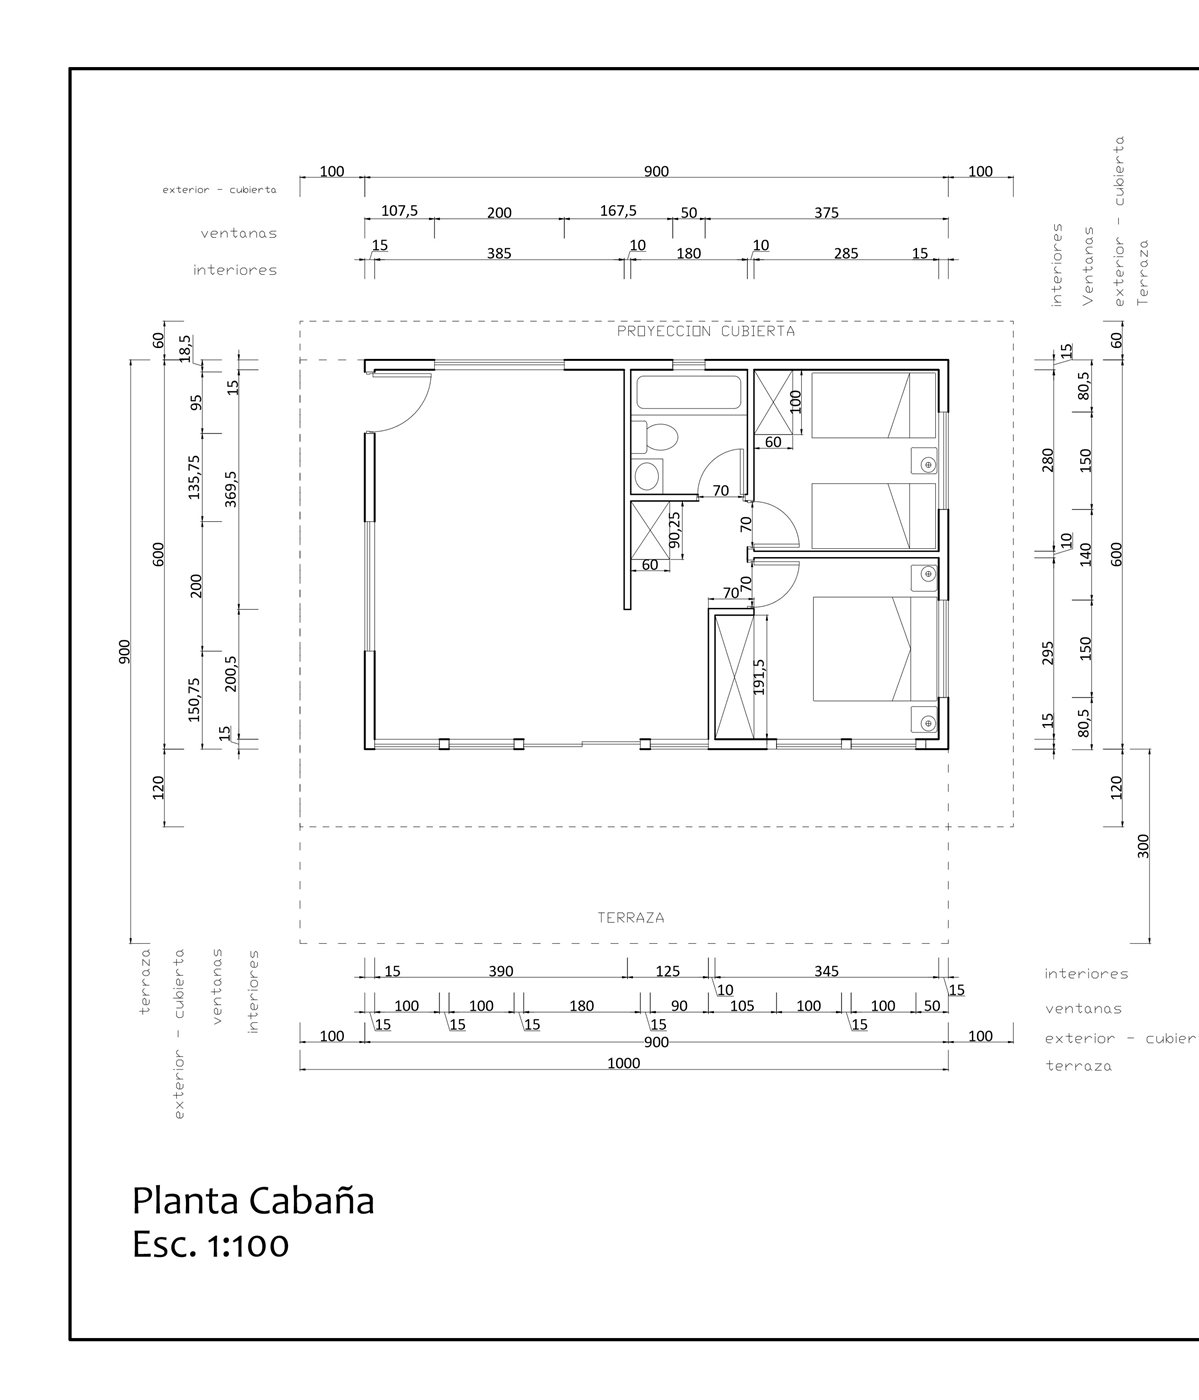 100 900 100
exterior - cubierta
107,5 200 167,5 50 375
ventanas
15 385 10 180 10 285 15
interiores
interiores
Ventanas
exterior - cubierta
Terraza
PROYECCION CUBIERTA
60
18,5
15
95
135,75
369,5
600
200
900
200,5
150,75
15
120
100
60
70
70
90,25
60
70
70
191,5
15
60
80,5
280
150
10
140
600
295
150
15
80,5
120
300
TERRAZA
terraza
exterior - cubierta
ventanas
interiores
15 390 125 345
10 15
interiores
100 100 180 90 105 100 100 50
ventanas
15 15 15 15 15
100 900 100
exterior - cubier
1000
terraza
Planta Cabaña
Esc. 1:100